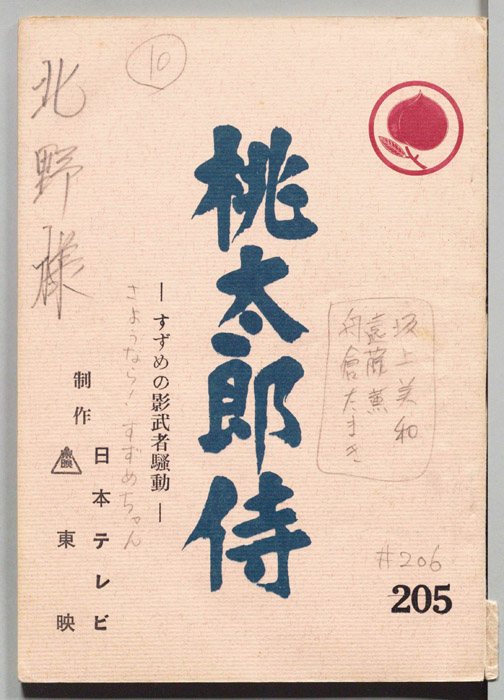 北野様
⑩
桃太郎侍
―すずめの影武者騒動―
さようなら!すずめちゃん
坂上美和
遠藤薫
舟倉たまき
制作
日本テレビ
東映
#206
205